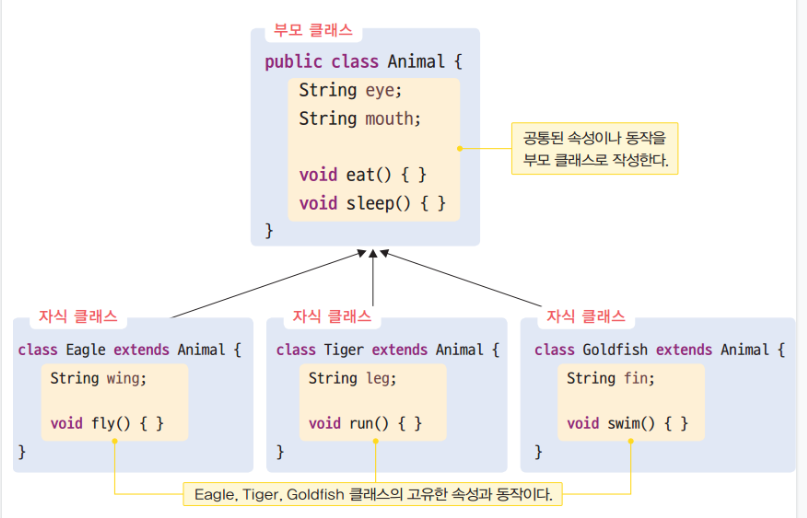 부모 클래스
public class Animal {
String eye;
String mouth;
void eat() { }
void sleep() { }
}
공통된 속성이나 동작을
부모 클래스로 작성한다.
자식 클래스
class Eagle extends Animal {
String wing;
void fly() { }
}
자식 클래스
class Tiger extends Animal {
String leg;
void run() { }
}
자식 클래스
class Goldfish extends Animal {
String fin;
void swim() { }
}
Eagle, Tiger, Goldfish 클래스의 고유한 속성과 동작이다.